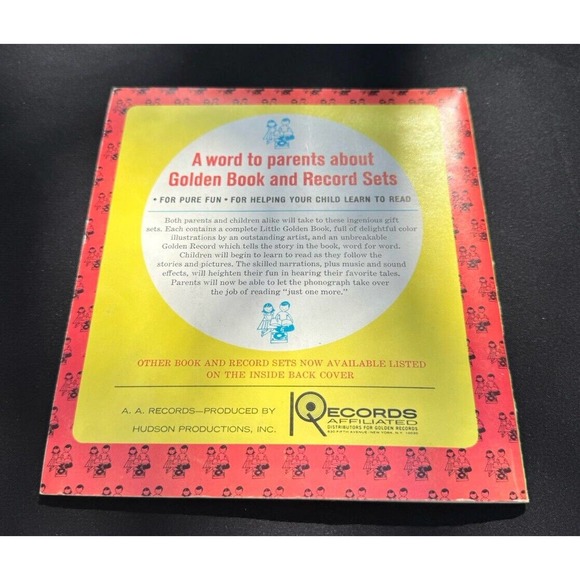 A word to parents about
Golden Book and Record Sets
• FOR PURE FUN • FOR HELPING YOUR CHILD LEARN TO READ
Both parents and children alike will take to these ingenious gift
sets. Each contains a complete Little Golden Book, full of delightful color
illustrations by an outstanding artist, and an unbreakable
Golden Record which tells the story in the book, word for word.
Children will begin to learn to read as they follow the
stories and pictures. The skilled narrations, plus music and sound
effects, will heighten their fun in hearing their favorite tales.
Parents will now be able to let the phonograph take over
the job of reading "just one more."
OTHER BOOK AND RECORD SETS NOW AVAILABLE LISTED
ON THE INSIDE BACK COVER
A. A. RECORDS—PRODUCED BY
HUDSON PRODUCTIONS, INC.
RECORDS
AFFILIATED
DISTRIBUTORS FOR GOLDEN RECORDS
FIFTH AVENUE, NEW YORK, N.Y.